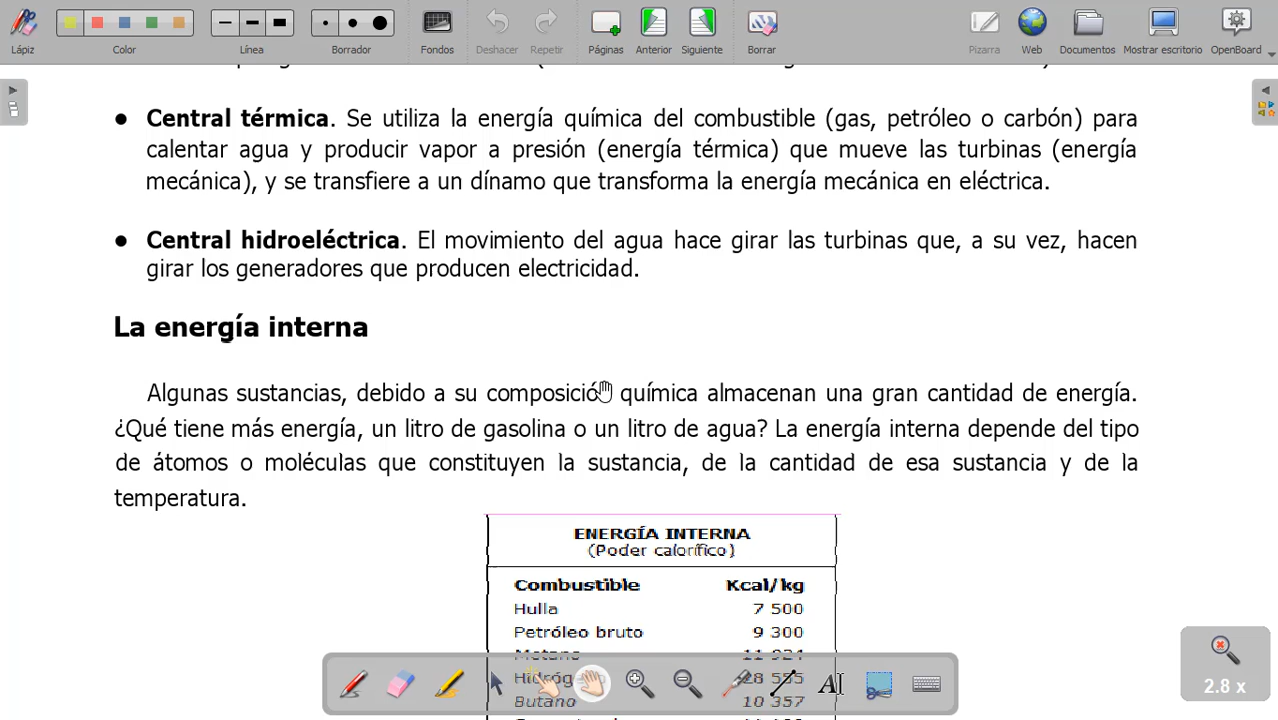 Lápiz Color Línea Borrador Fondos Deshacer Repetir Páginas Anterior Siguiente Borrar Pizarra Web Documentos Mostrar escritorio OpenBoard
● Central térmica. Se utiliza la energía química del combustible (gas, petróleo o carbón) para
calentar agua y producir vapor a presión (energía térmica) que mueve las turbinas (energía
mecánica), y se transfiere a un dínamo que transforma la energía mecánica en eléctrica.
● Central hidroeléctrica. El movimiento del agua hace girar las turbinas que, a su vez, hacen
girar los generadores que producen electricidad.
La energía interna
Algunas sustancias, debido a su composición química almacenan una gran cantidad de energía.
¿Qué tiene más energía, un litro de gasolina o un litro de agua? La energía interna depende del tipo
de átomos o moléculas que constituyen la sustancia, de la cantidad de esa sustancia y de la
temperatura.
ENERGÍA INTERNA
(Poder calorífico)
Combustible Kcal/kg
Hulla 7 500
Petróleo bruto 9 300
Metano
Butano 10 357
2.8 x